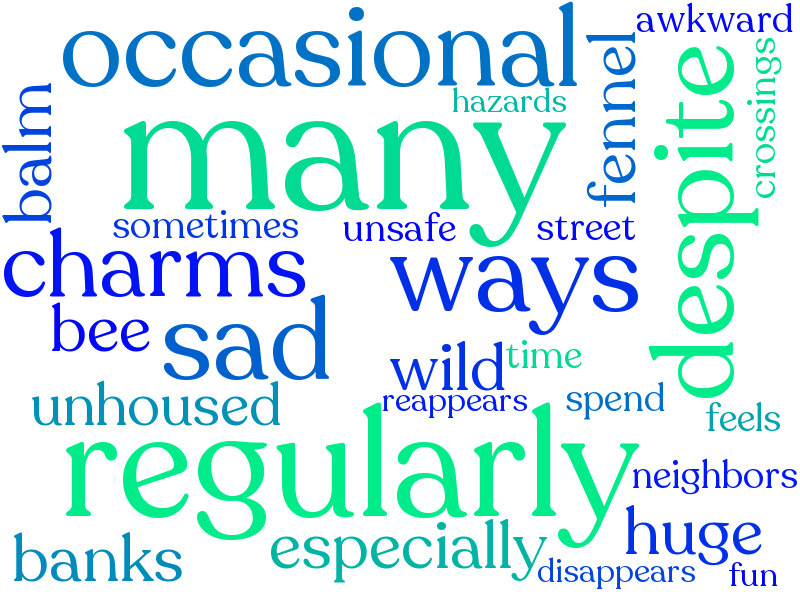 occasional
awkward
hazards
many
fennel
despite
crossings
balm
sometimes
unsafe
street
charms
ways
bee
sad
wild
time
unhoused
reappears
spend
feels
regularly
neighbors
huge
banks
especially
disappears
fun